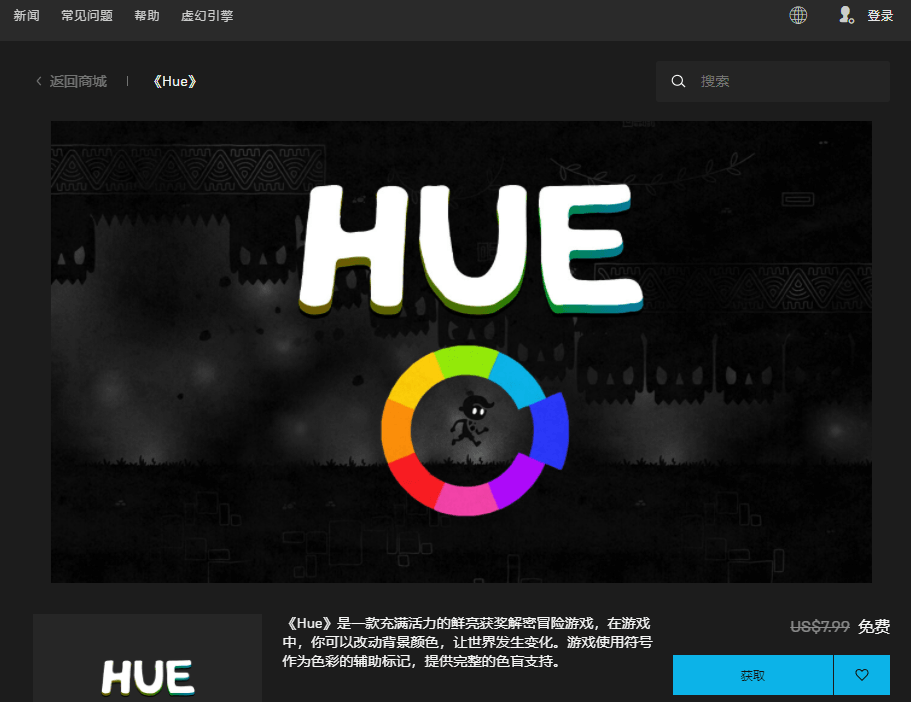 新闻 常见问题 帮助 虚幻引擎 登录
返回商城 《Hue》 搜索
HUE
HUE
《Hue》是一款充满活力的鲜亮获奖解密冒险游戏，在游戏
中，你可以改动背景颜色，让世界发生变化。游戏使用符号
作为色彩的辅助标记，提供完整的色盲支持。
US$7.99 免费
获取